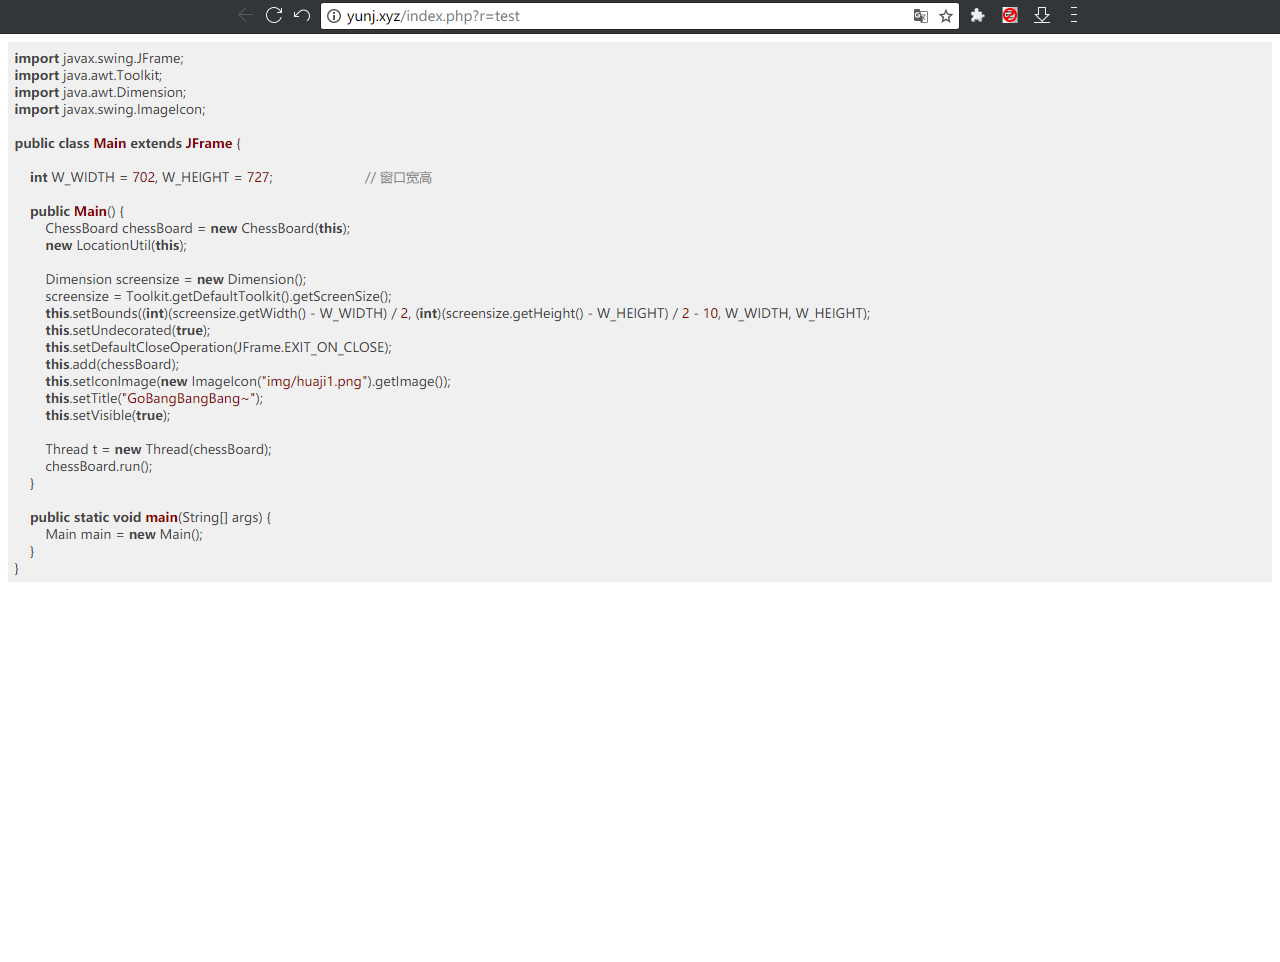 yunj.xyz/index.php?r=test
import javax.swing.JFrame;
import java.awt.Toolkit;
import java.awt.Dimension;
import javax.swing.ImageIcon;
public class Main extends JFrame {
int W_WIDTH = 702, W_HEIGHT = 727; // 窗口宽高
public Main() {
ChessBoard chessBoard = new ChessBoard(this);
new LocationUtil(this);
Dimension screensize = new Dimension();
screensize = Toolkit.getDefaultToolkit().getScreenSize();
this.setBounds((int)(screensize.getWidth() - W_WIDTH) / 2, (int)(screensize.getHeight() - W_HEIGHT) / 2 - 10, W_WIDTH, W_HEIGHT);
this.setUndecorated(true);
this.setDefaultCloseOperation(JFrame.EXIT_ON_CLOSE);
this.add(chessBoard);
this.setIconImage(new ImageIcon("img/huaji1.png").getImage());
this.setTitle("GoBangBangBang~");
this.setVisible(true);
Thread t = new Thread(chessBoard);
chessBoard.run();
}
public static void main(String[] args) {
Main main = new Main();
}
}